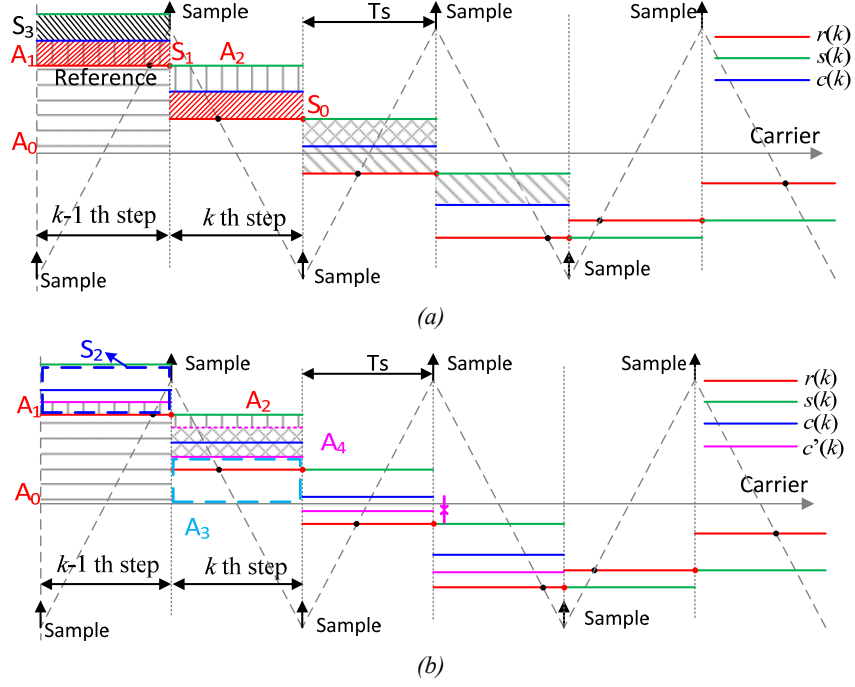 Sample
Ts
Sample
Sample
S3
r(k)
s(k)
c(k)
A1
S1
A2
Reference
S0
A0
Carrier
k-1 th step
k th step
Sample
Sample
Sample
(a)
S2
Sample
Ts
Sample
Sample
r(k)
s(k)
c(k)
c'(k)
A1
A2
A4
A0
Carrier
A3
k-1 th step
k th step
Sample
Sample
Sample
(b)